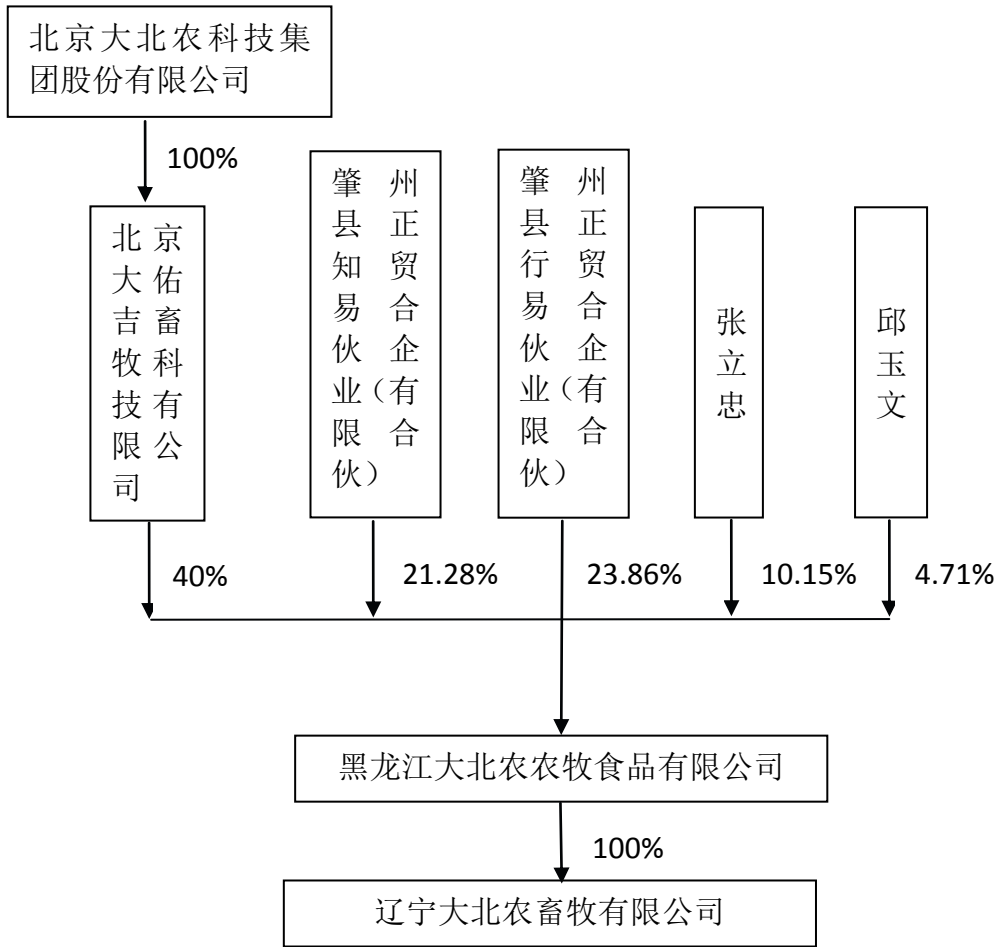 北京大北农科技集
团股份有限公司
100%
北京
大佑
吉畜
牧科
技有
限公
司
肇州
县正
知贸
易合
伙企
业（有
限合
伙）
肇州
县正
行贸
易合
伙企
业（有
限合
伙）
张
立
忠
邱
玉
文
40%
21.28%
23.86%
10.15%
4.71%
黑龙江大北农农牧食品有限公司
100%
辽宁大北农畜牧有限公司